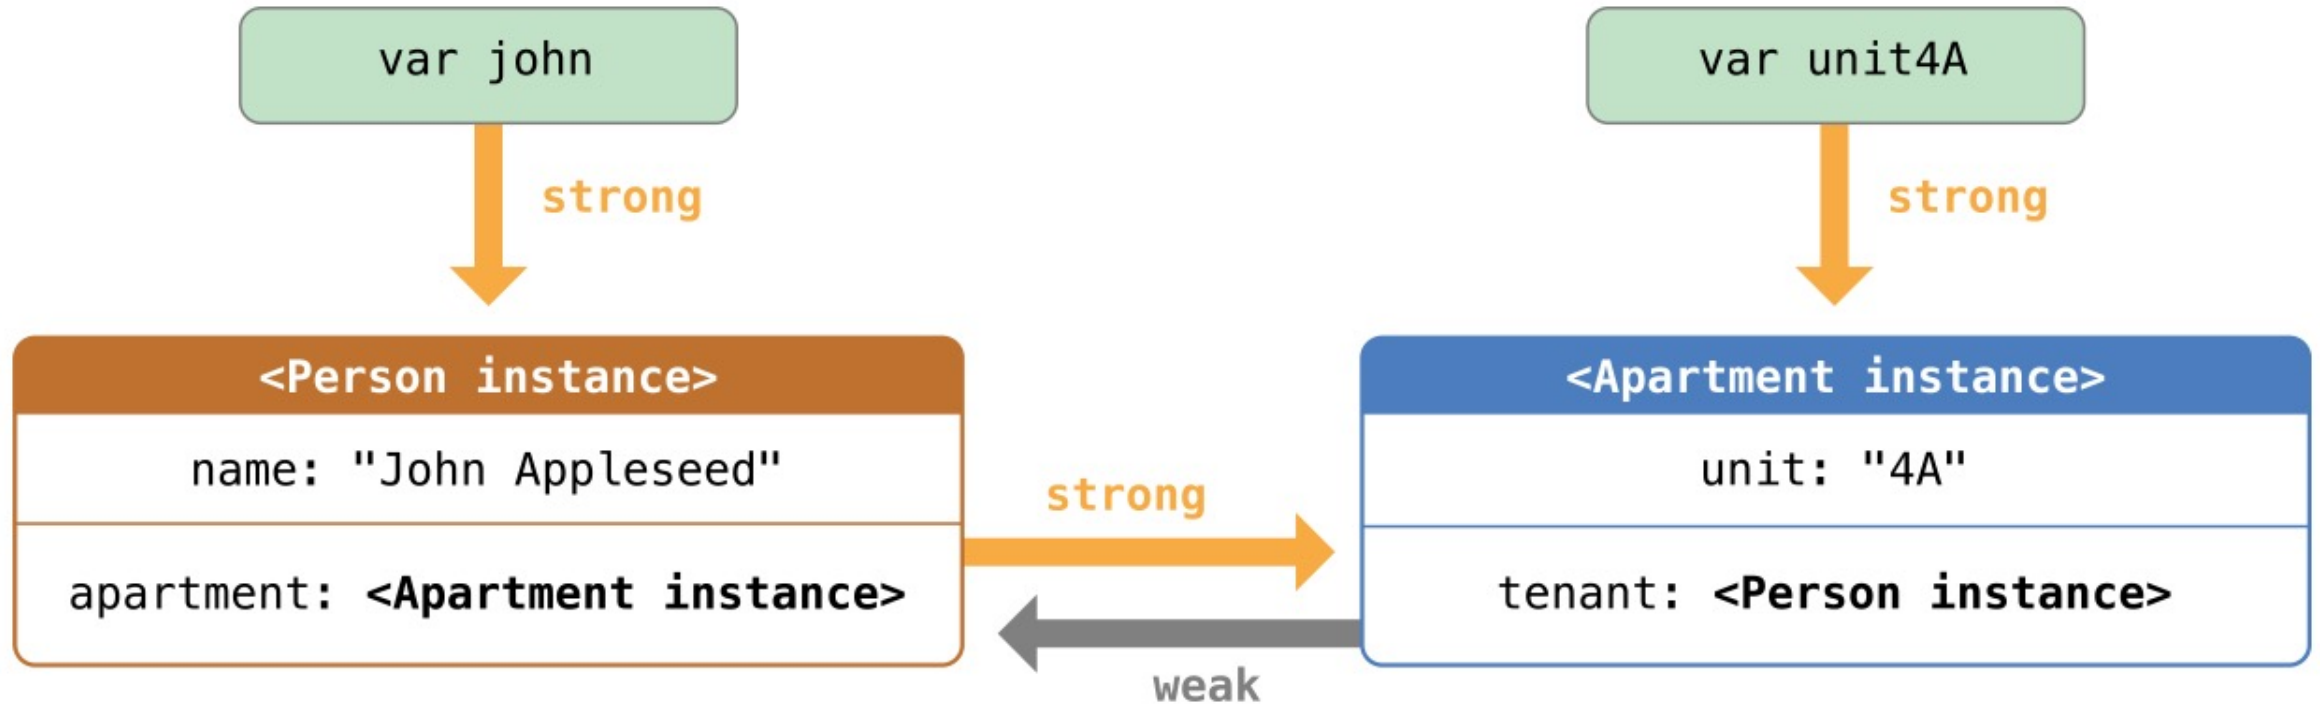 var john
var unit4A
strong
strong
<Person instance>
<Apartment instance>
name: "John Appleseed"
unit: "4A"
strong
apartment: <Apartment instance>
tenant: <Person instance>
weak